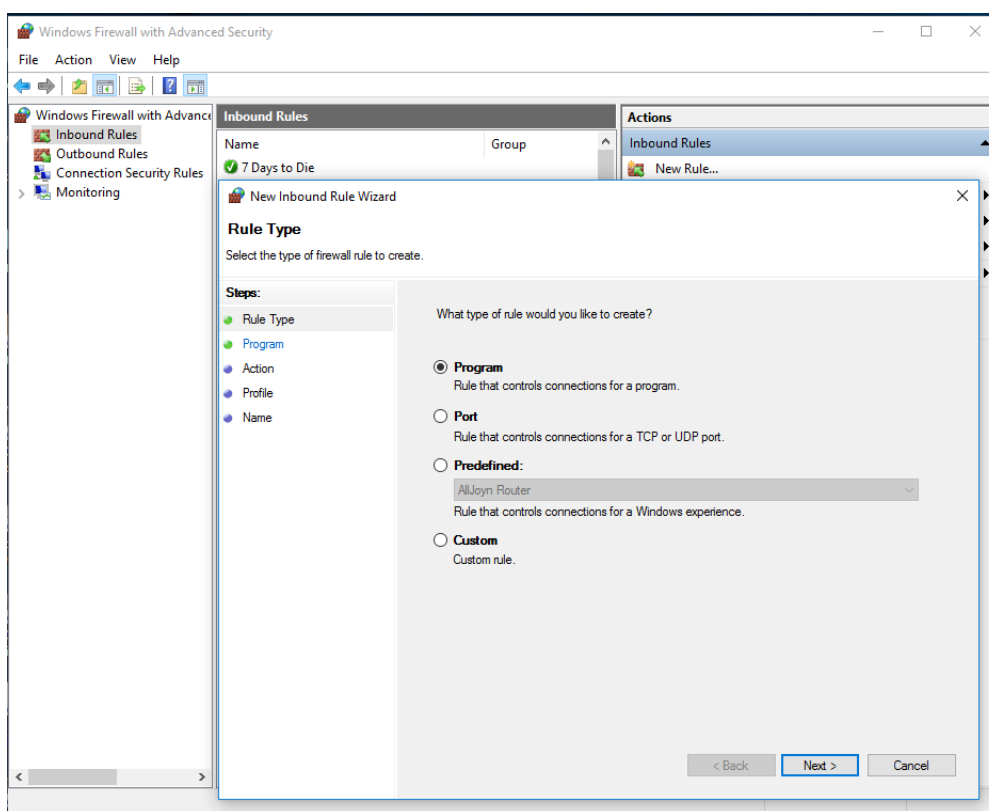 Windows Firewall with Advanced Security
File Action View Help
Windows Firewall with Advance
Inbound Rules
Outbound Rules
Connection Security Rules
Monitoring
Inbound Rules
Name Group
7 Days to Die
Actions
Inbound Rules
New Rule...
New Inbound Rule Wizard
Rule Type
Select the type of firewall rule to create.
Steps:
Rule Type
Program
Action
Profile
Name
What type of rule would you like to create?
Program
Rule that controls connections for a program.
Port
Rule that controls connections for a TCP or UDP port.
Predefined:
AllJoyn Router
Rule that controls connections for a Windows experience.
Custom
Custom rule.
< Back Next > Cancel